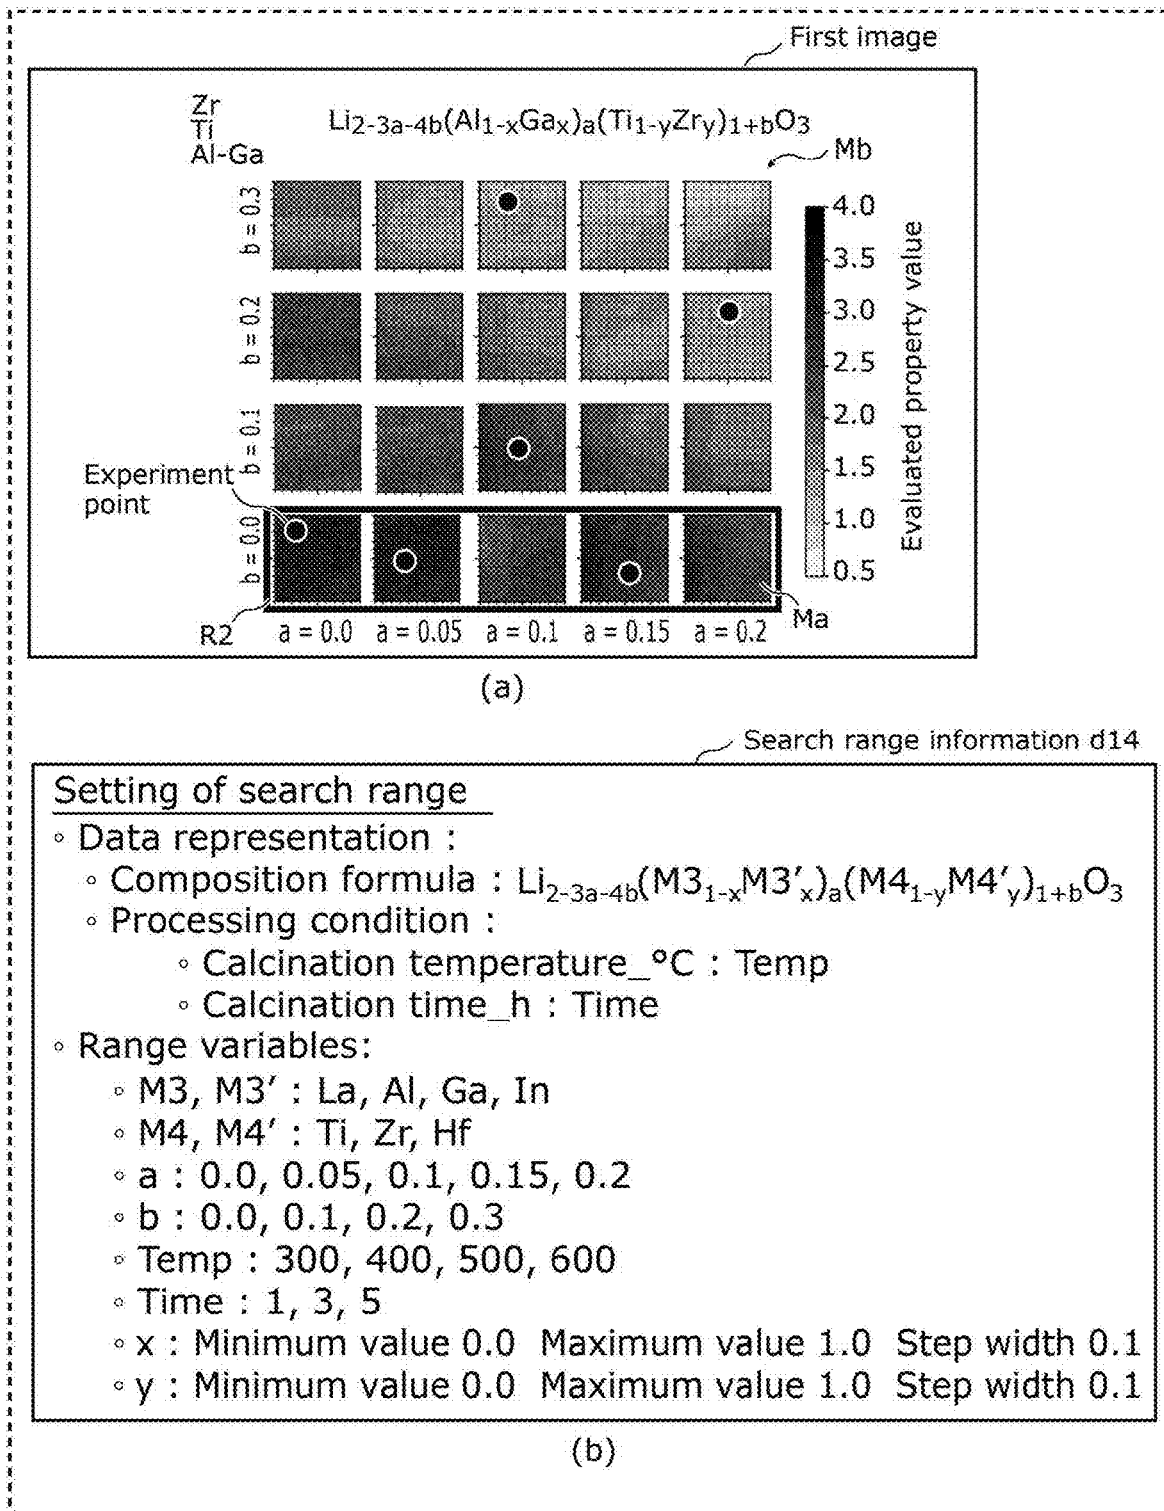 First image
Zr
Ti
Al-Ga
Li2-3a-4b(Al1-xGax)a(Ti1-yZry)1+bO3
Mb
b = 0.3
b = 0.2
b = 0.1
b = 0.0
4.0
3.5
3.0
2.5
2.0
1.5
1.0
0.5
Evaluated property value
Experiment
point
R2
a = 0.0 a = 0.05 a = 0.1 a = 0.15 a = 0.2
Ma
(a)
Search range information d14
Setting of search range
◦ Data representation :
◦ Composition formula : Li2-3a-4b(M31-xM3′x)a(M41-yM4′y)1+bO3
◦ Processing condition :
◦ Calcination temperature_°C : Temp
◦ Calcination time_h : Time
◦ Range variables:
◦ M3, M3′ : La, Al, Ga, In
◦ M4, M4′ : Ti, Zr, Hf
◦ a : 0.0, 0.05, 0.1, 0.15, 0.2
◦ b : 0.0, 0.1, 0.2, 0.3
◦ Temp : 300, 400, 500, 600
◦ Time : 1, 3, 5
◦ x : Minimum value 0.0 Maximum value 1.0 Step width 0.1
◦ y : Minimum value 0.0 Maximum value 1.0 Step width 0.1
(b)